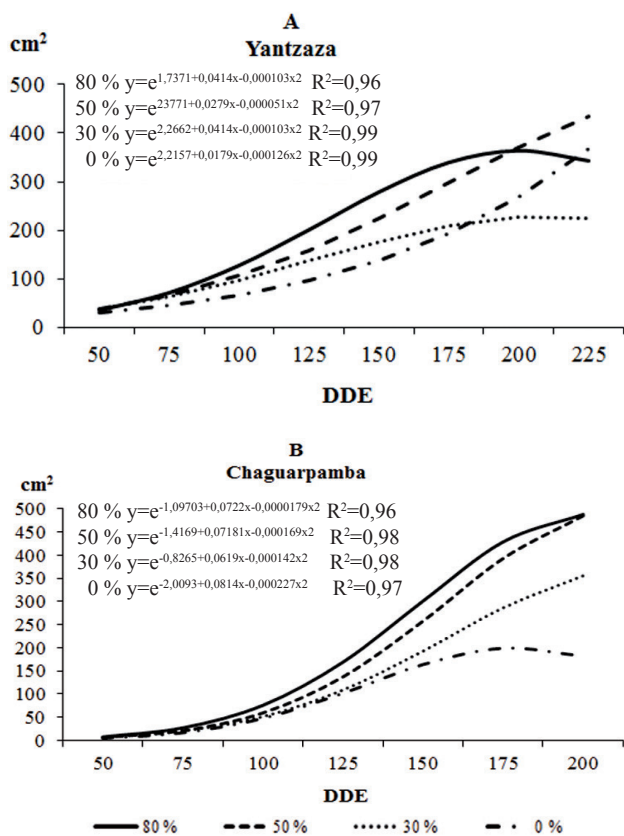 A
Yantzaza
cm²
80 % y=e^1,7371+0,0414x-0,000103x2 R²=0,96
50 % y=e^23771+0,0279x-0,000051x2 R²=0,97
30 % y=e^2,2662+0,0414x-0,000103x2 R²=0,99
0 % y=e^2,2157+0,0179x-0,000126x2 R²=0,99
500
400
300
200
100
0
50 75 100 125 150 175 200 225
DDE
B
Chaguarpamba
cm²
80 % y=e^-1,09703+0,0722x-0,0000179x2 R²=0,96
50 % y=e^-1,4169+0,07181x-0,000169x2 R²=0,98
30 % y=e^-0,8265+0,0619x-0,000142x2 R²=0,98
0 % y=e^-2,0093+0,0814x-0,000227x2 R²=0,97
500
450
400
350
300
250
200
150
100
50
0
50 75 100 125 150 175 200
DDE
80 % 50 % 30 % 0 %